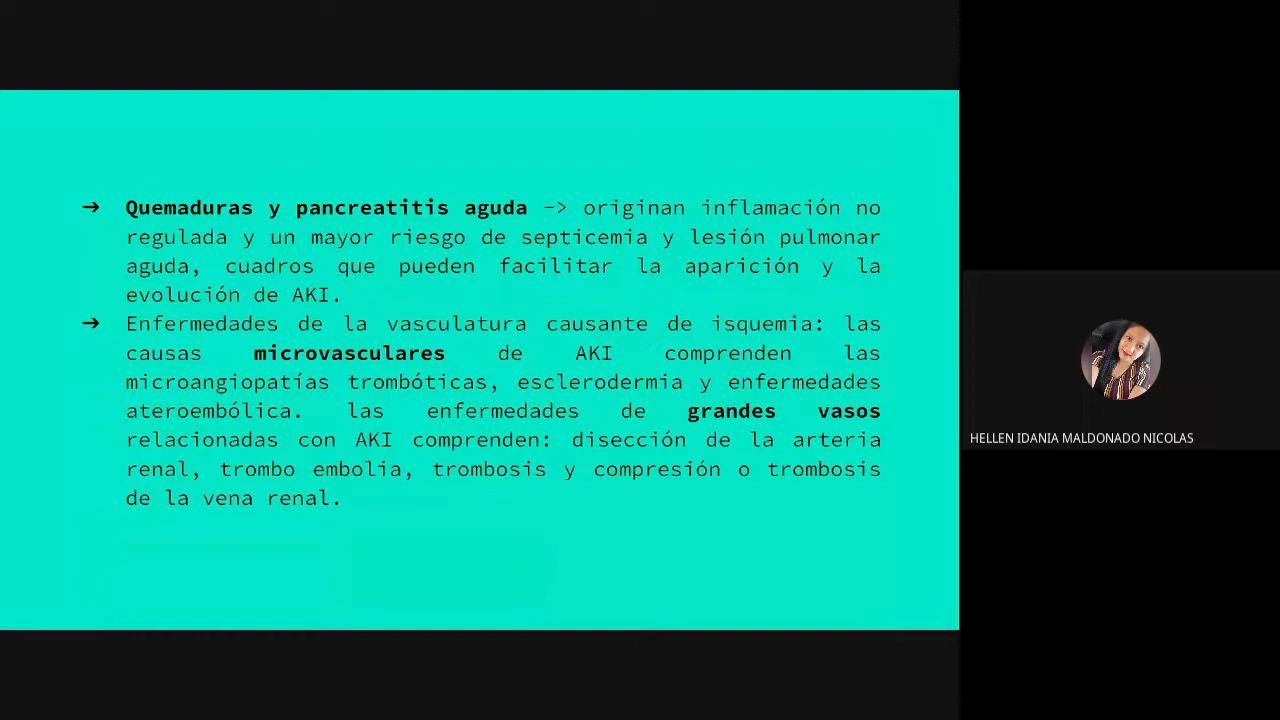 ➔ Quemaduras y pancreatitis aguda -> originan inflamación no
regulada y un mayor riesgo de septicemia y lesión pulmonar
aguda, cuadros que pueden facilitar la aparición y la
evolución de AKI.
➔ Enfermedades de la vasculatura causante de isquemia: las
causas microvasculares de AKI comprenden las
microangiopatías trombóticas, esclerodermia y enfermedades
ateroembólica. las enfermedades de grandes vasos
relacionadas con AKI comprenden: disección de la arteria
renal, trombo embolia, trombosis y compresión o trombosis
de la vena renal.
HELLEN IDANIA MALDONADO NICOLAS